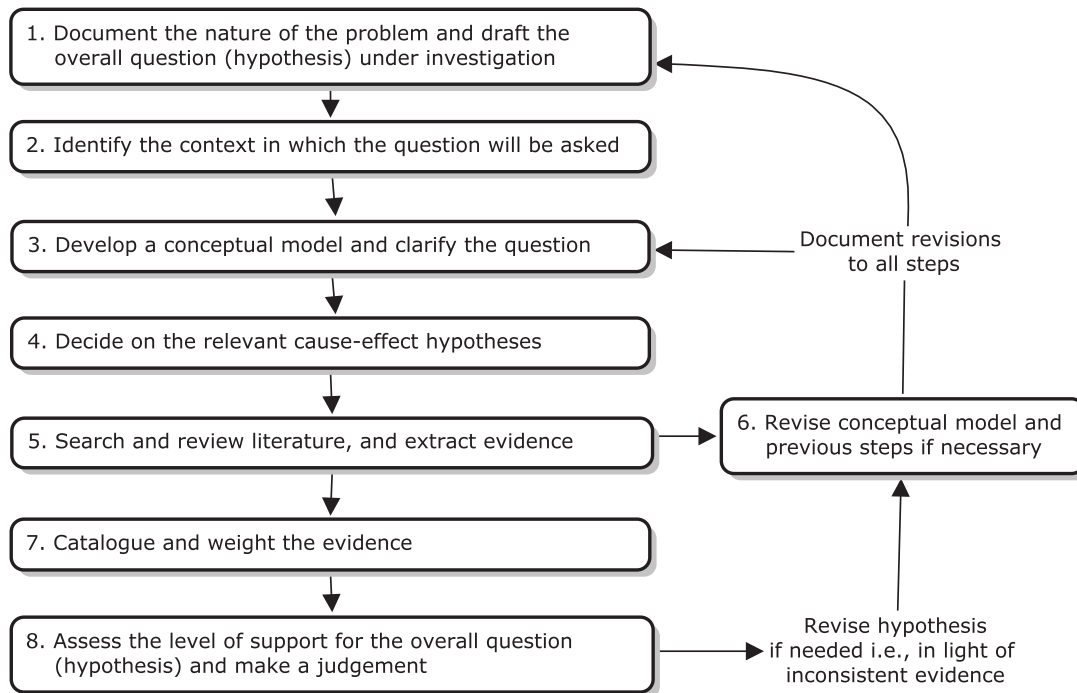 1. Document the nature of the problem and draft the
overall question (hypothesis) under investigation
2. Identify the context in which the question will be asked
3. Develop a conceptual model and clarify the question
Document revisions
to all steps
4. Decide on the relevant cause-effect hypotheses
5. Search and review literature, and extract evidence
6. Revise conceptual model and
previous steps if necessary
7. Catalogue and weight the evidence
8. Assess the level of support for the overall question
(hypothesis) and make a judgement
Revise hypothesis
if needed i.e., in light of
inconsistent evidence